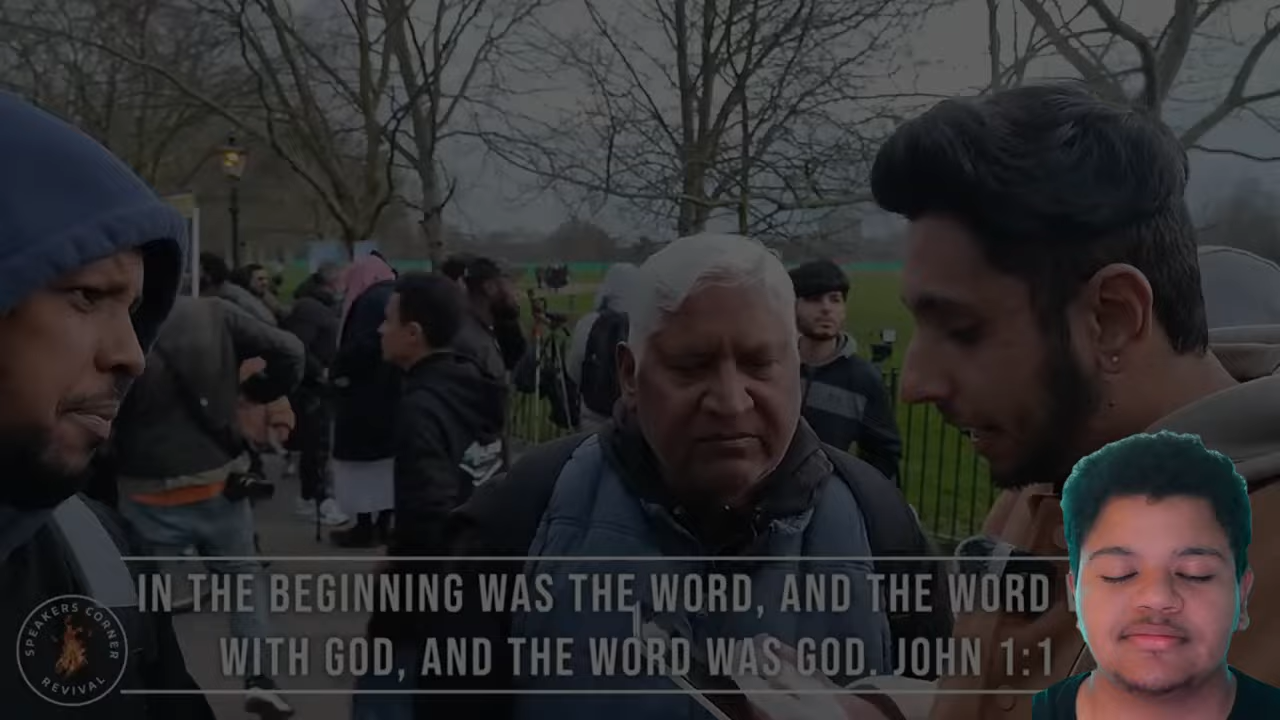 IN THE BEGINNING WAS THE WORD, AND THE WORD
WITH GOD, AND THE WORD WAS GOD. JOHN 1:1
SPEAKERS CORNER
REVIVAL